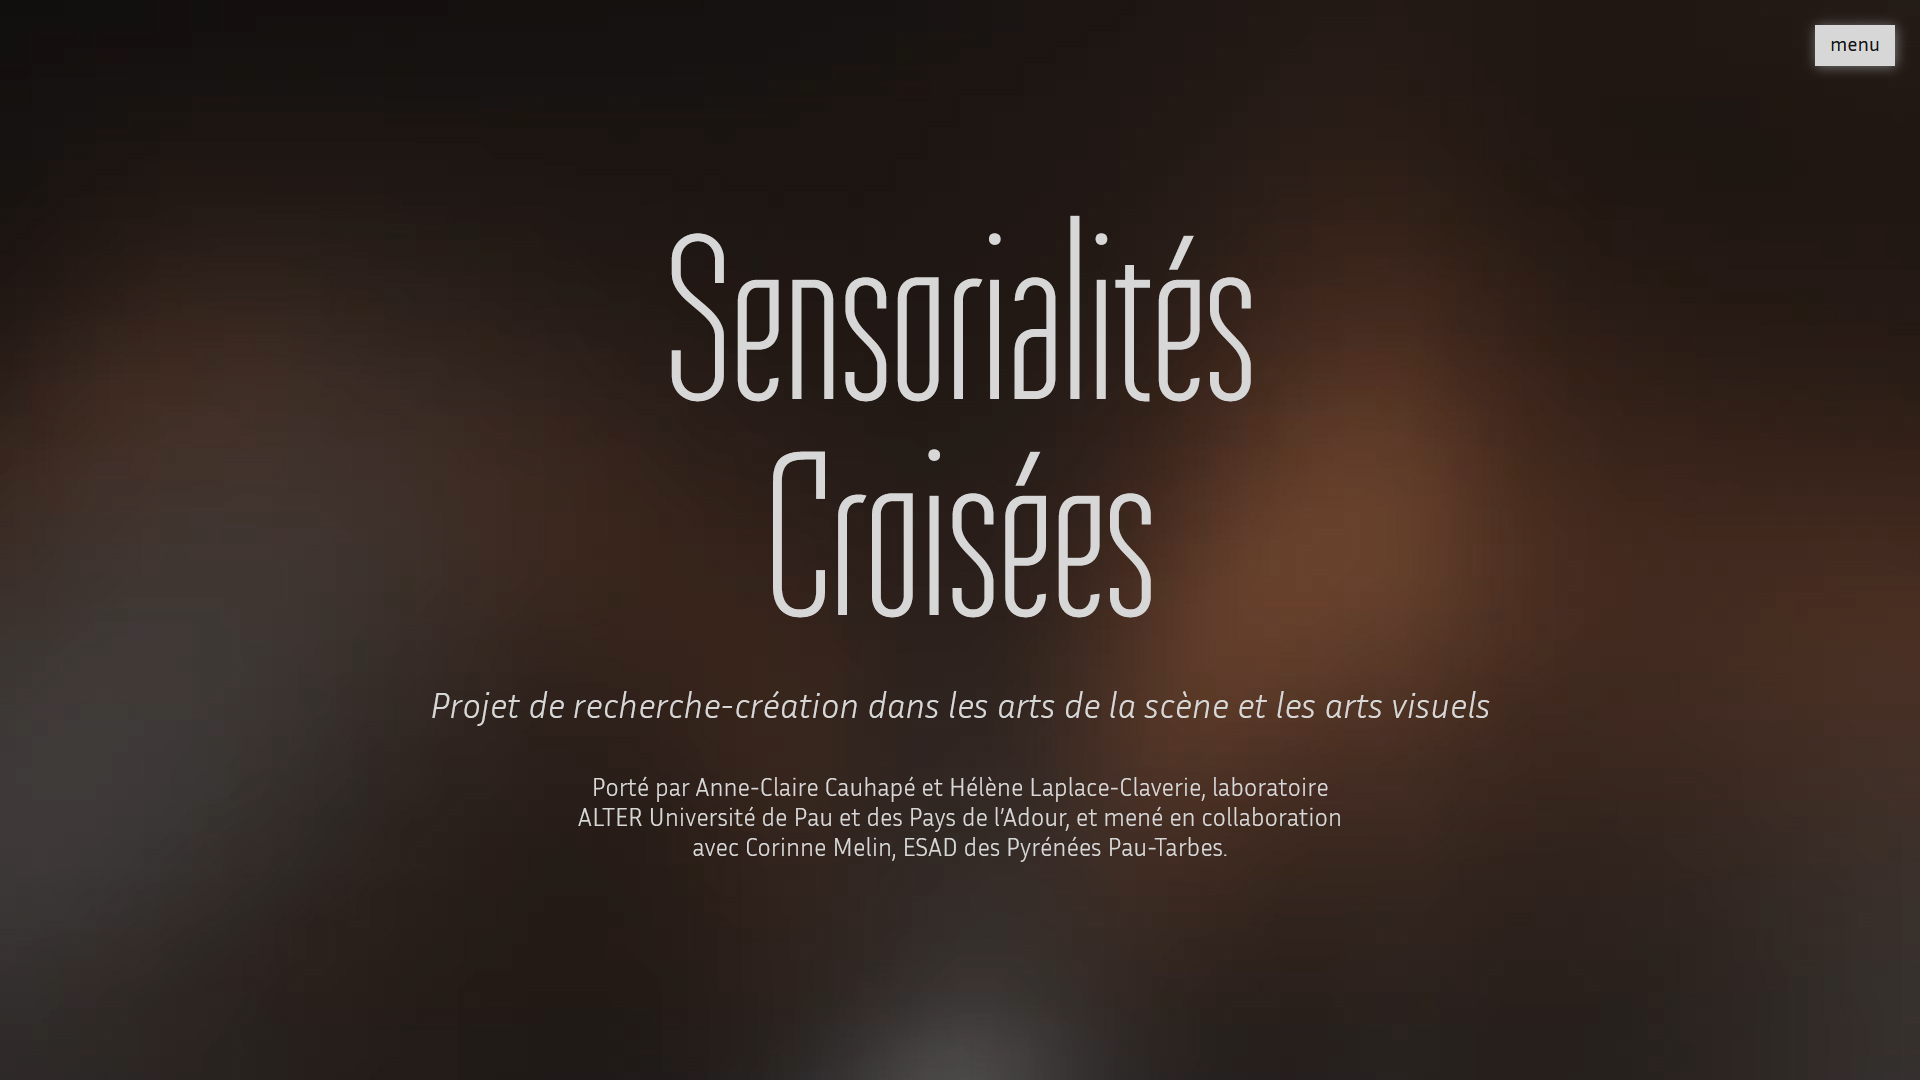 menu
Sensorialités
Croisées
Projet de recherche-création dans les arts de la scène et les arts visuels
Porté par Anne-Claire Cauhapé et Hélène Laplace-Claverie, laboratoire
ALTER Université de Pau et des Pays de l’Adour, et mené en collaboration
avec Corinne Melin, ESAD des Pyrénées Pau-Tarbes.